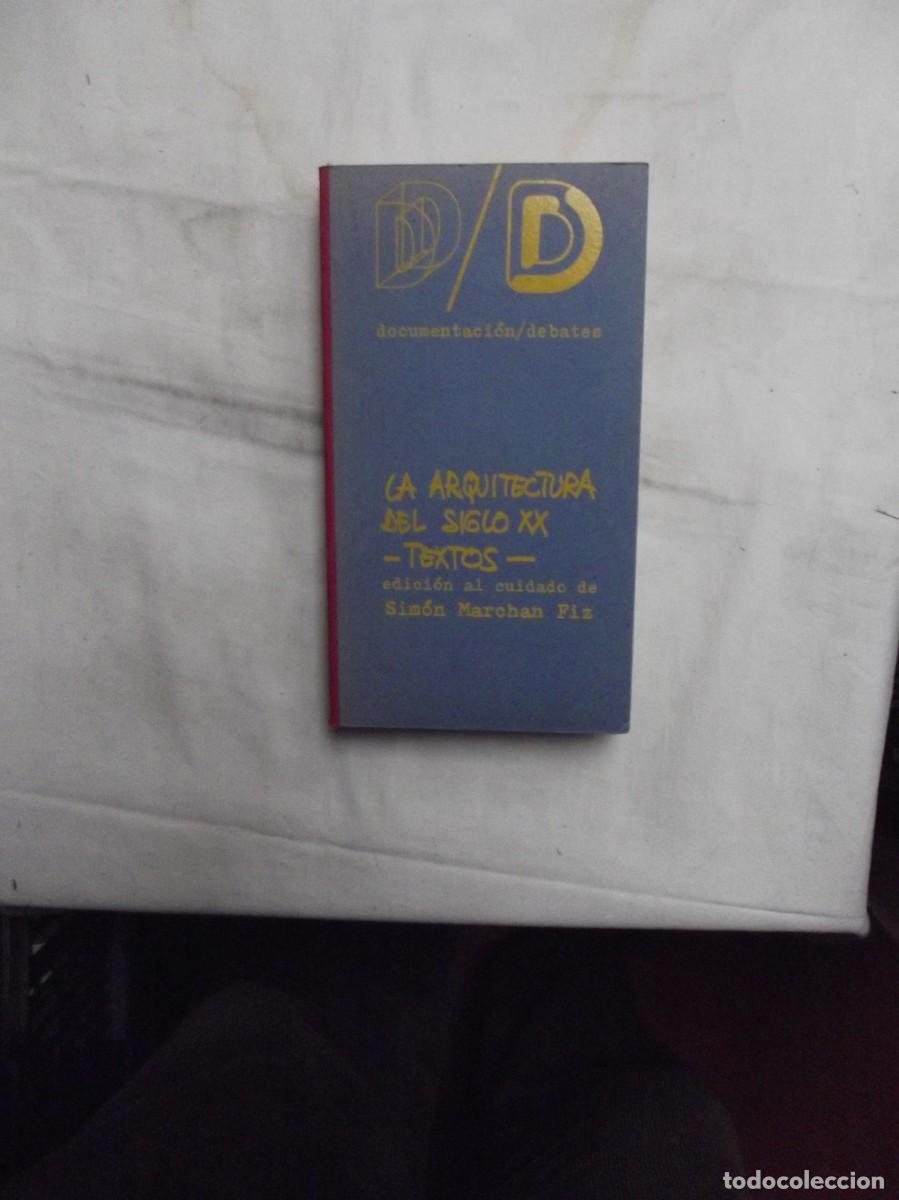 D/D
documentación/debates
LA ARQUITECTURA
DEL SIGLO XX
- TEXTOS -
edición al cuidado de
Simón Marchan Fiz
todocoleccion